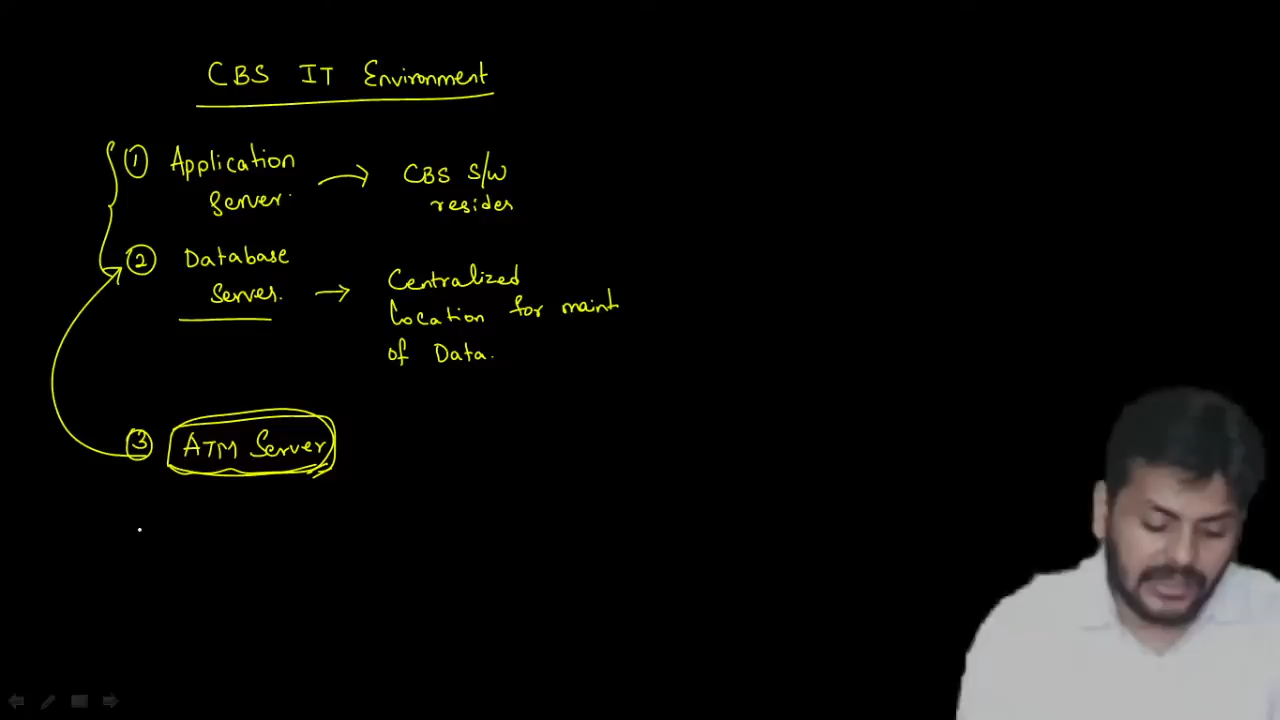 CBS IT Environment
① Application
Server.
CBS S/W
resides
② Database
Server.
Centralized
Location for maint
of Data.
③ ATM Server